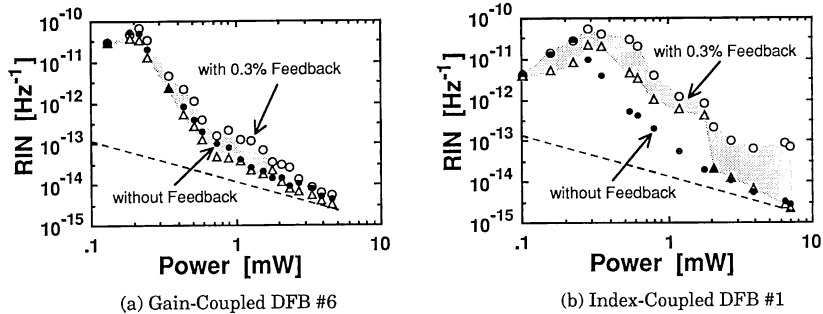 10⁻¹⁰
10⁻¹¹
10⁻¹²
10⁻¹³
10⁻¹⁴
10⁻¹⁵
RIN [Hz⁻¹]
with 0.3% Feedback
without Feedback
.1
1
10
Power [mW]
(a) Gain-Coupled DFB #6
10⁻¹⁰
10⁻¹¹
10⁻¹²
10⁻¹³
10⁻¹⁴
10⁻¹⁵
RIN [Hz⁻¹]
with 0.3% Feedback
without Feedback
.1
1
10
Power [mW]
(b) Index-Coupled DFB #1